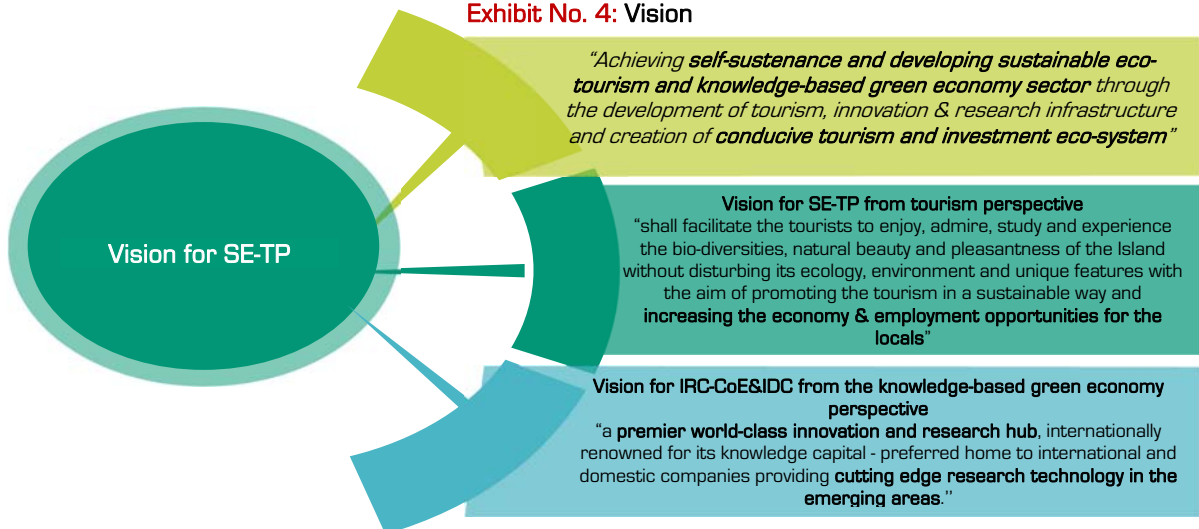 Exhibit No. 4: Vision
“Achieving self-sustenance and developing sustainable eco-
tourism and knowledge-based green economy sector through
the development of tourism, innovation & research infrastructure
and creation of conducive tourism and investment eco-system”
Vision for SE-TP
Vision for SE-TP from tourism perspective
“shall facilitate the tourists to enjoy, admire, study and experience
the bio-diversities, natural beauty and pleasantness of the Island
without disturbing its ecology, environment and unique features with
the aim of promoting the tourism in a sustainable way and
increasing the economy & employment opportunities for the
locals”
Vision for IRC-CoE&IDC from the knowledge-based green economy
perspective
“a premier world-class innovation and research hub, internationally
renowned for its knowledge capital - preferred home to international and
domestic companies providing cutting edge research technology in the
emerging areas.’’